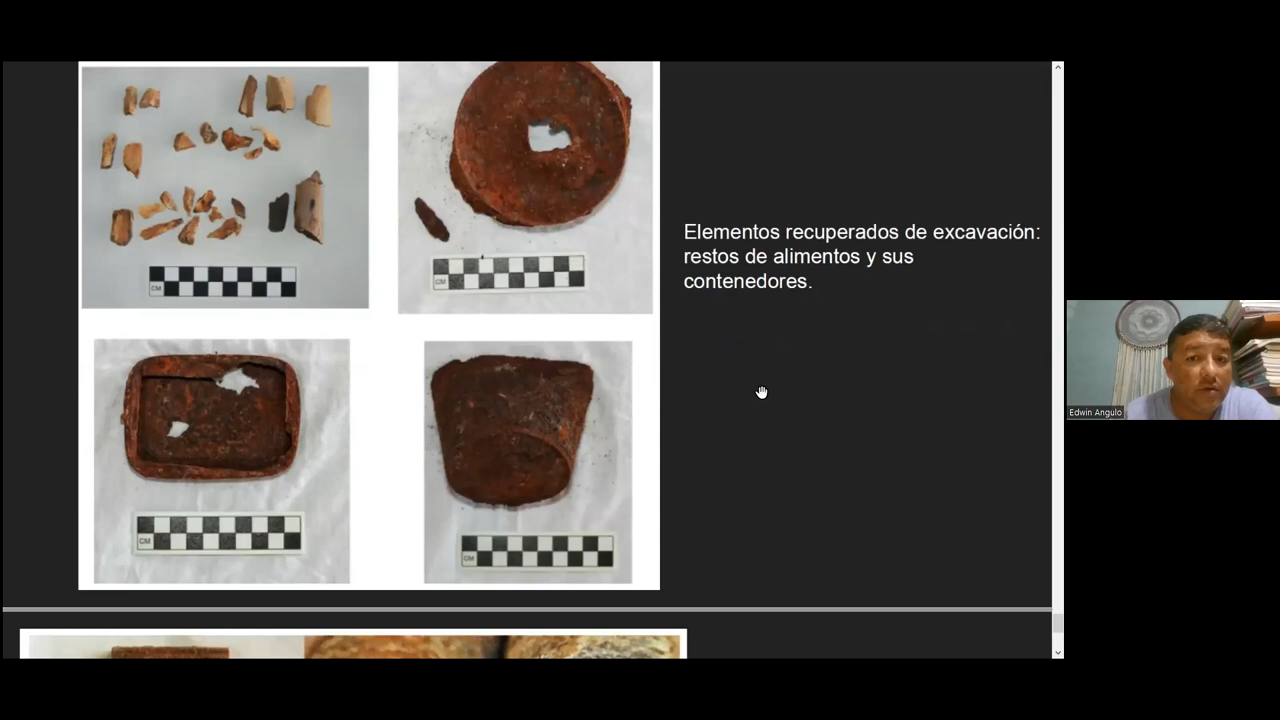 Elementos recuperados de excavación:
restos de alimentos y sus
contenedores.
CM
CM
CM
CM
Edwin Angulo